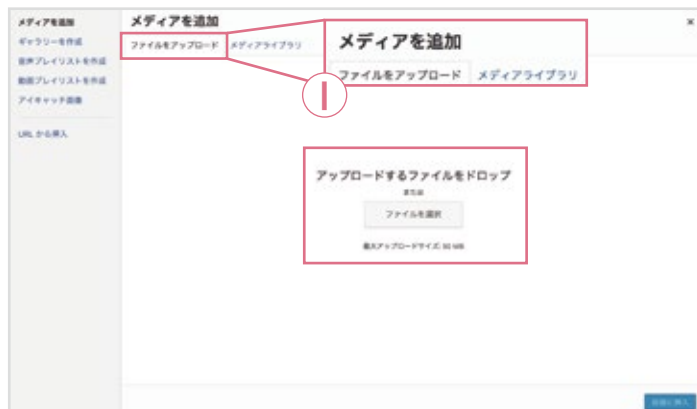 メディアを追加
ギャラリーを作成
音声プレイリストを作成
動画プレイリストを作成
アイキャッチ画像
URL から挿入
メディアを追加
×
ファイルをアップロード
メディアライブラリ
メディアを追加
ファイルをアップロード
メディアライブラリ
1
アップロードするファイルをドロップ
または
ファイルを選択
最大アップロードサイズ: